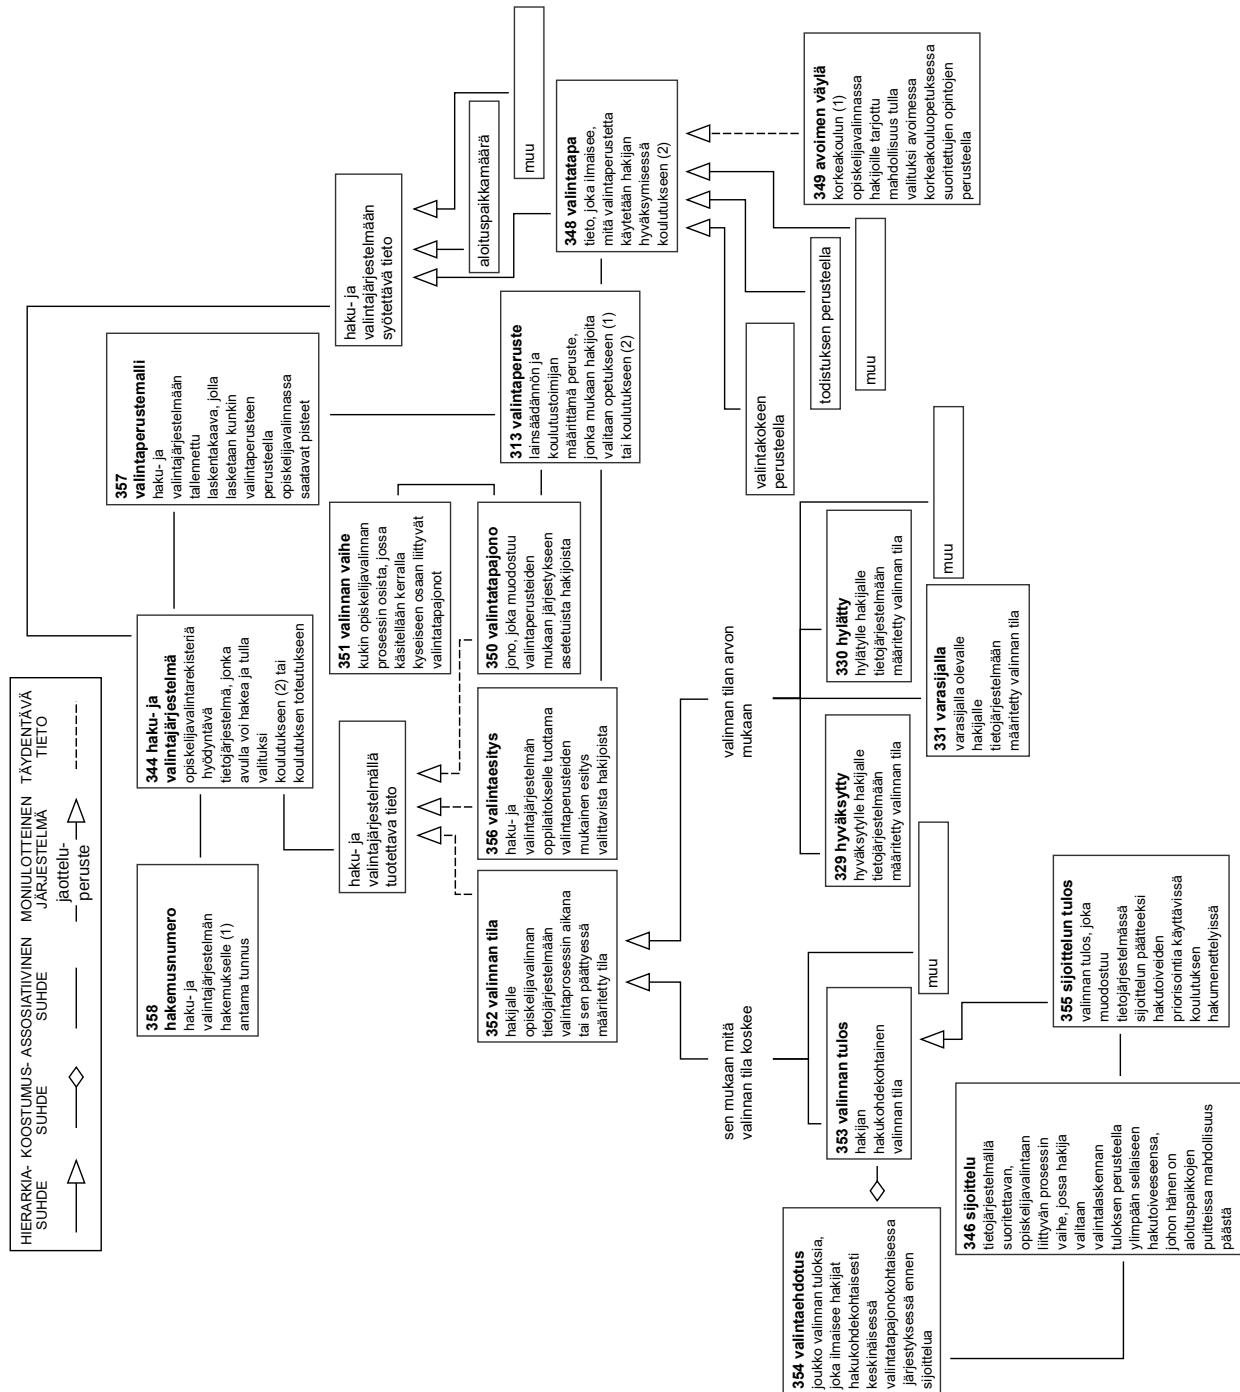 HIERARKIA-
SUHDE
KOOSTUMUS-
SUHDE
ASSOSIATIIVINEN
SUHDE
MONIULOTTEINEN
JÄRJESTELMÄ
jaottelu-
peruste
TÄYDENTÄVÄ
TIETO
358
hakemusnumero
haku- ja
valintajärjestelmän
hakemukselle (1)
antama tunnus
344 haku- ja
valintajärjestelmä
opiskelijavalintarekisteriä
hyödyntävä
tietojärjestelmä, jonka
avulla voi hakea ja tulla
valituksi
koulutukseen (2) tai
koulutuksen toteutukseen
357
valintaperustemalli
haku- ja
valintajärjestelmään
tallennettu
laskentakaava, jolla
lasketaan kunkin
valintaperusteen
perusteella
opiskelijavalinnassa
saatavat pisteet
haku- ja
valintajärjestelmällä
tuotettava tieto
351 valinnan vaihe
kukin opiskelijavalinnan
prosessin osista, jossa
käsitellään kerralla
kyseiseen osaan liittyvät
valintatapajonot
haku- ja
valintajärjestelmään
syötettävä tieto
aloituspaikkamäärä
muu
352 valinnan tila
hakijalle
opiskelijavalinnan
tietojärjestelmään
valintaprosessin aikana
tai sen päättyessä
määritetty tila
356 valintaesitys
haku- ja
valintajärjestelmän
oppilaitokselle tuottama
valintaperusteiden
mukainen esitys
valittavista hakijoista
350 valintatapajono
jono, joka muodostuu
valintaperusteiden
mukaan järjestykseen
asetetuista hakijoista
313 valintaperuste
lainsäädännön ja
koulutustoimijan
määrittämä peruste,
jonka mukaan hakijoita
valitaan opetukseen (1)
tai koulutukseen (2)
348 valintatapa
tieto, joka ilmaisee,
mitä valintaperustetta
käytetään hakijan
hyväksymisessä
koulutukseen (2)
sen mukaan mitä
valinnan tila koskee
valinnan tilan arvon
mukaan
valintakokeen
perusteella
todistuksen perusteella
muu
349 avoimen väylä
korkeakoulun (1)
opiskelijavalinnassa
hakijoille tarjottu
mahdollisuus tulla
valituksi avoimessa
korkeakouluopetuksessa
suoritettujen opintojen
perusteella
354 valintaehdotus
joukko valinnan tuloksia,
joka ilmaisee hakijat
hakukohdekohtaisesti
keskinäisessä
valintatapajonokohtaisessa
järjestyksessä ennen
sijoittelua
353 valinnan tulos
hakijan
hakukohdekohtainen
valinnan tila
muu
329 hyväksytty
hyväksytylle hakijalle
tietojärjestelmään
määritetty valinnan tila
331 varasijalla
varasijalla olevalle
hakijalle
tietojärjestelmään
määritetty valinnan tila
330 hylätty
hylätylle hakijalle
tietojärjestelmään
määritetty valinnan tila
muu
346 sijoittelu
tietojärjestelmällä
suoritettavan,
opiskelijavalintaan
liittyvän prosessin
vaihe, jossa hakija
valitaan
valintalaskennan
tuloksen perusteella
ylimpään sellaiseen
hakutoiveeseensa,
johon hänen on
aloituspaikkojen
puitteissa mahdollisuus
päästä
355 sijoittelun tulos
valinnan tulos, joka
muodostuu
tietojärjestelmässä
sijoittelun päätteeksi
hakutoiveiden
priorisointia käyttävissä
koulutuksen
hakumenettelyissä